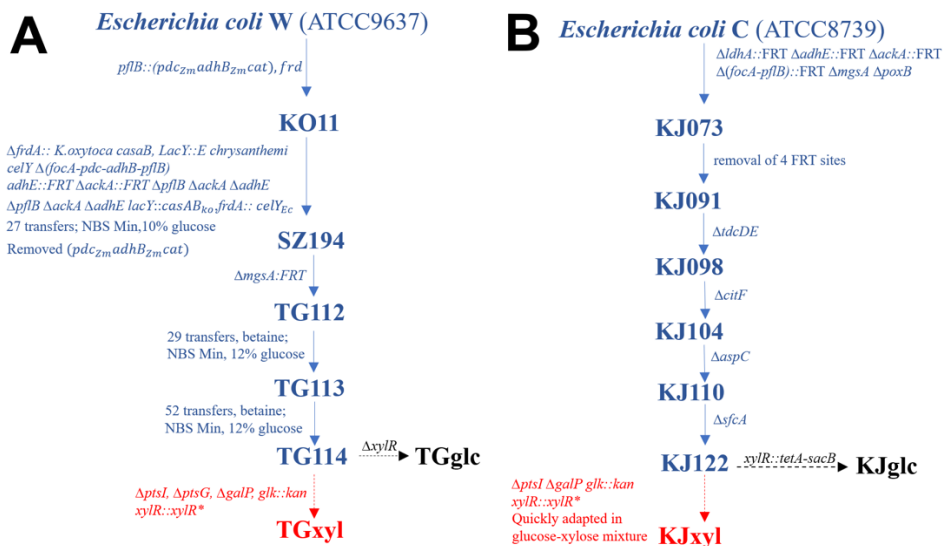 A
Escherichia coli W (ATCC9637)
pflB::(pdcZmadhBZmcat), frd
KO11
ΔfrdA:: K.oxytoca casaB, LacY::E chrysanthemi
celY Δ(focA-pdc-adhB-pflB)
adhE::FRT ΔackA::FRT ΔpflB ΔackA ΔadhE
ΔpflB ΔackA ΔadhE lacY::casABko,frdA:: celYEc
27 transfers; NBS Min,10% glucose
Removed (pdcZmadhBZmcat)
SZ194
ΔmgsA:FRT
TG112
29 transfers, betaine;
NBS Min, 12% glucose
TG113
52 transfers, betaine;
NBS Min, 12% glucose
TG114
ΔxylR
TGglc
ΔptsI, ΔptsG, ΔgalP, glk::kan
xylR::xylR*
TGxyl
B
Escherichia coli C (ATCC8739)
ΔldhA::FRT ΔadhE::FRT ΔackA::FRT
Δ(focA-pflB)::FRT ΔmgsA ΔpoxB
KJ073
removal of 4 FRT sites
KJ091
ΔtdcDE
KJ098
ΔcitF
KJ104
ΔaspC
KJ110
ΔsfcA
KJ122
xylR::tetA-sacB
KJglc
ΔptsI ΔgalP glk::kan
xylR::xylR*
Quickly adapted in
glucose-xylose mixture
KJxyl